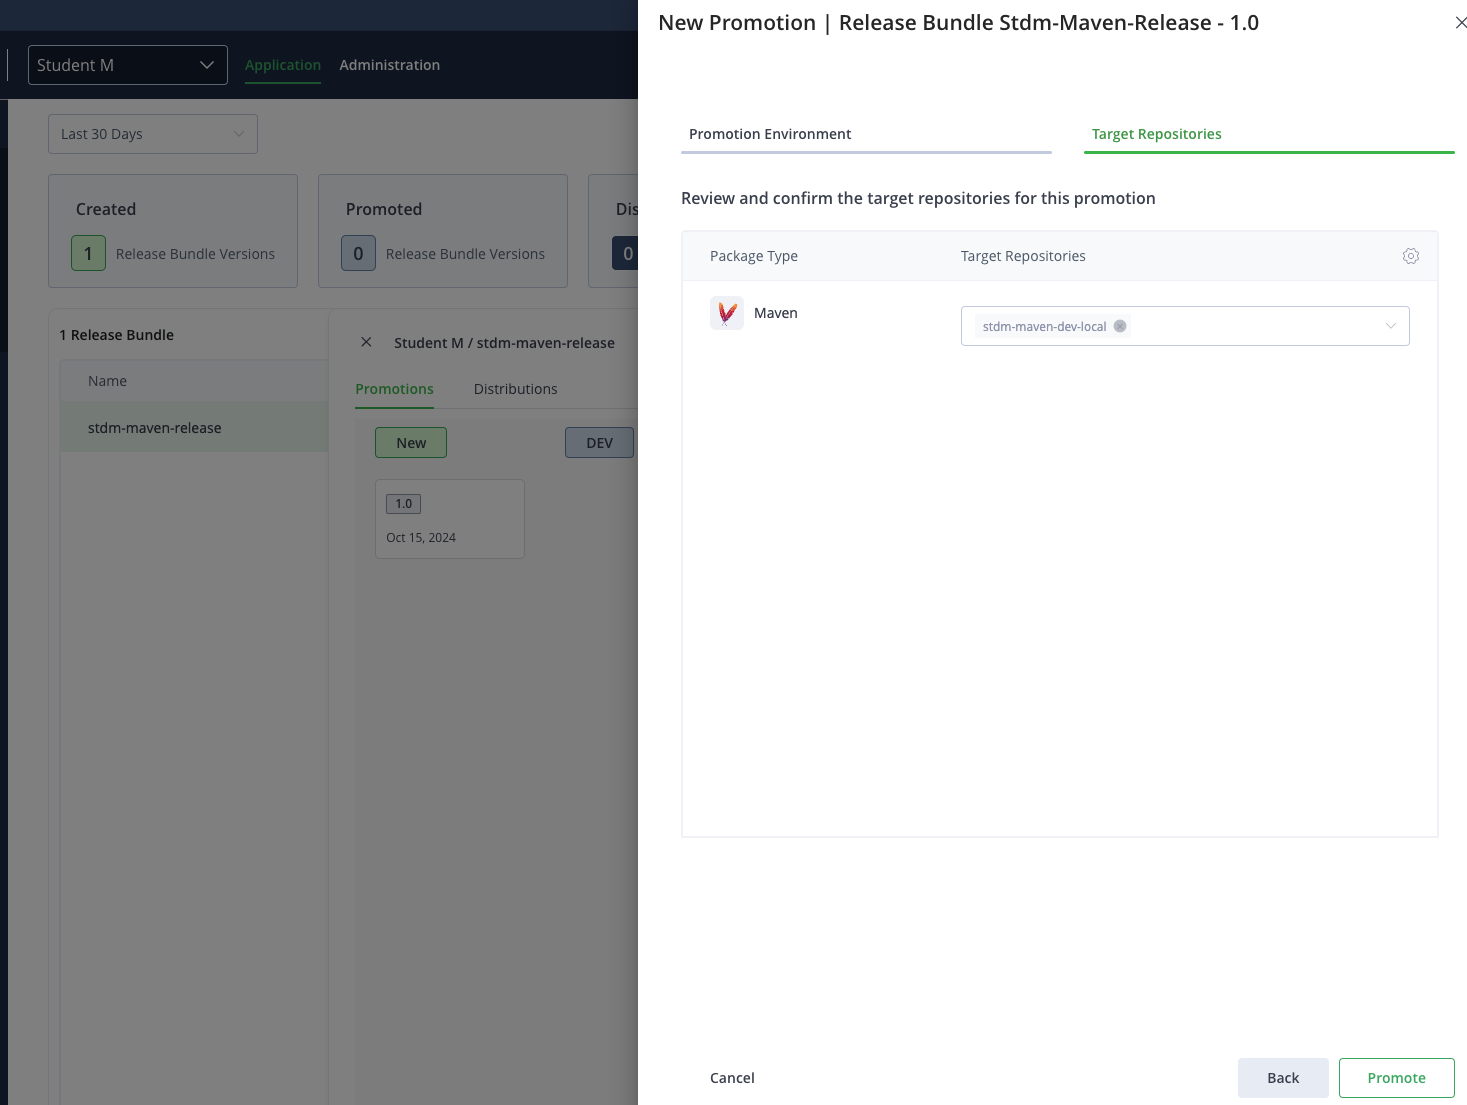 New Promotion | Release Bundle Stdm-Maven-Release - 1.0
Student M
Application
Administration
Last 30 Days
Created
1
Release Bundle Versions
Promoted
0
Release Bundle Versions
Dis
0
1 Release Bundle
Name
stdm-maven-release
Student M / stdm-maven-release
Promotions
Distributions
New
DEV
1.0
Oct 15, 2024
Promotion Environment
Target Repositories
Review and confirm the target repositories for this promotion
Package Type
Target Repositories
Maven
stdm-maven-dev-local
Cancel
Back
Promote